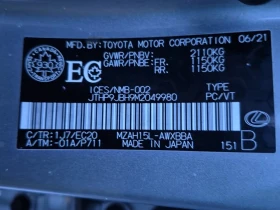 MFD.BY: TOYOTA MOTOR CORPORATION 06/21
GVWR/PNBV: 2110KG
GAWR/PNBE: FR. 1150KG
RR. 1150KG
EC
ICES/NMB-002 TYPE
JTHP9JBH9M2049980 PC/VT
C/TR: 1J7/EC20 MZAH15L-AWXBBA
A/TM: -01A/P711 MADE IN JAPAN 151 B